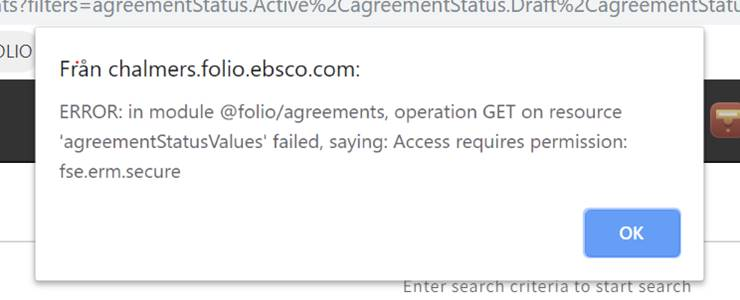 nts?filters=agreementStatus.Active%2CagreementStatus.Draft%2CagreementStatu
OLIO
Från chalmers.folio.ebsco.com:
ERROR: in module @folio/agreements, operation GET on resource
'agreementStatusValues' failed, saying: Access requires permission:
fse.erm.secure
OK
Enter search criteria to start search